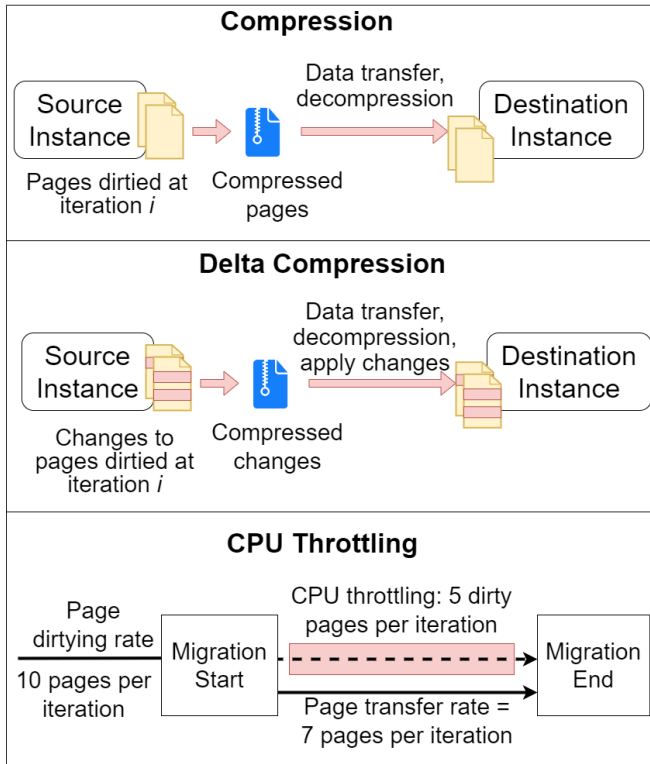 Compression
Source
Instance
Data transfer,
decompression
Destination
Instance
Pages dirtied at
iteration i
Compressed
pages
Delta Compression
Source
Instance
Data transfer,
decompression,
apply changes
Destination
Instance
Changes to
pages dirtied at
iteration i
Compressed
changes
CPU Throttling
Page
dirtying rate
10 pages per
iteration
Migration
Start
CPU throttling: 5 dirty
pages per iteration
Page transfer rate =
7 pages per iteration
Migration
End